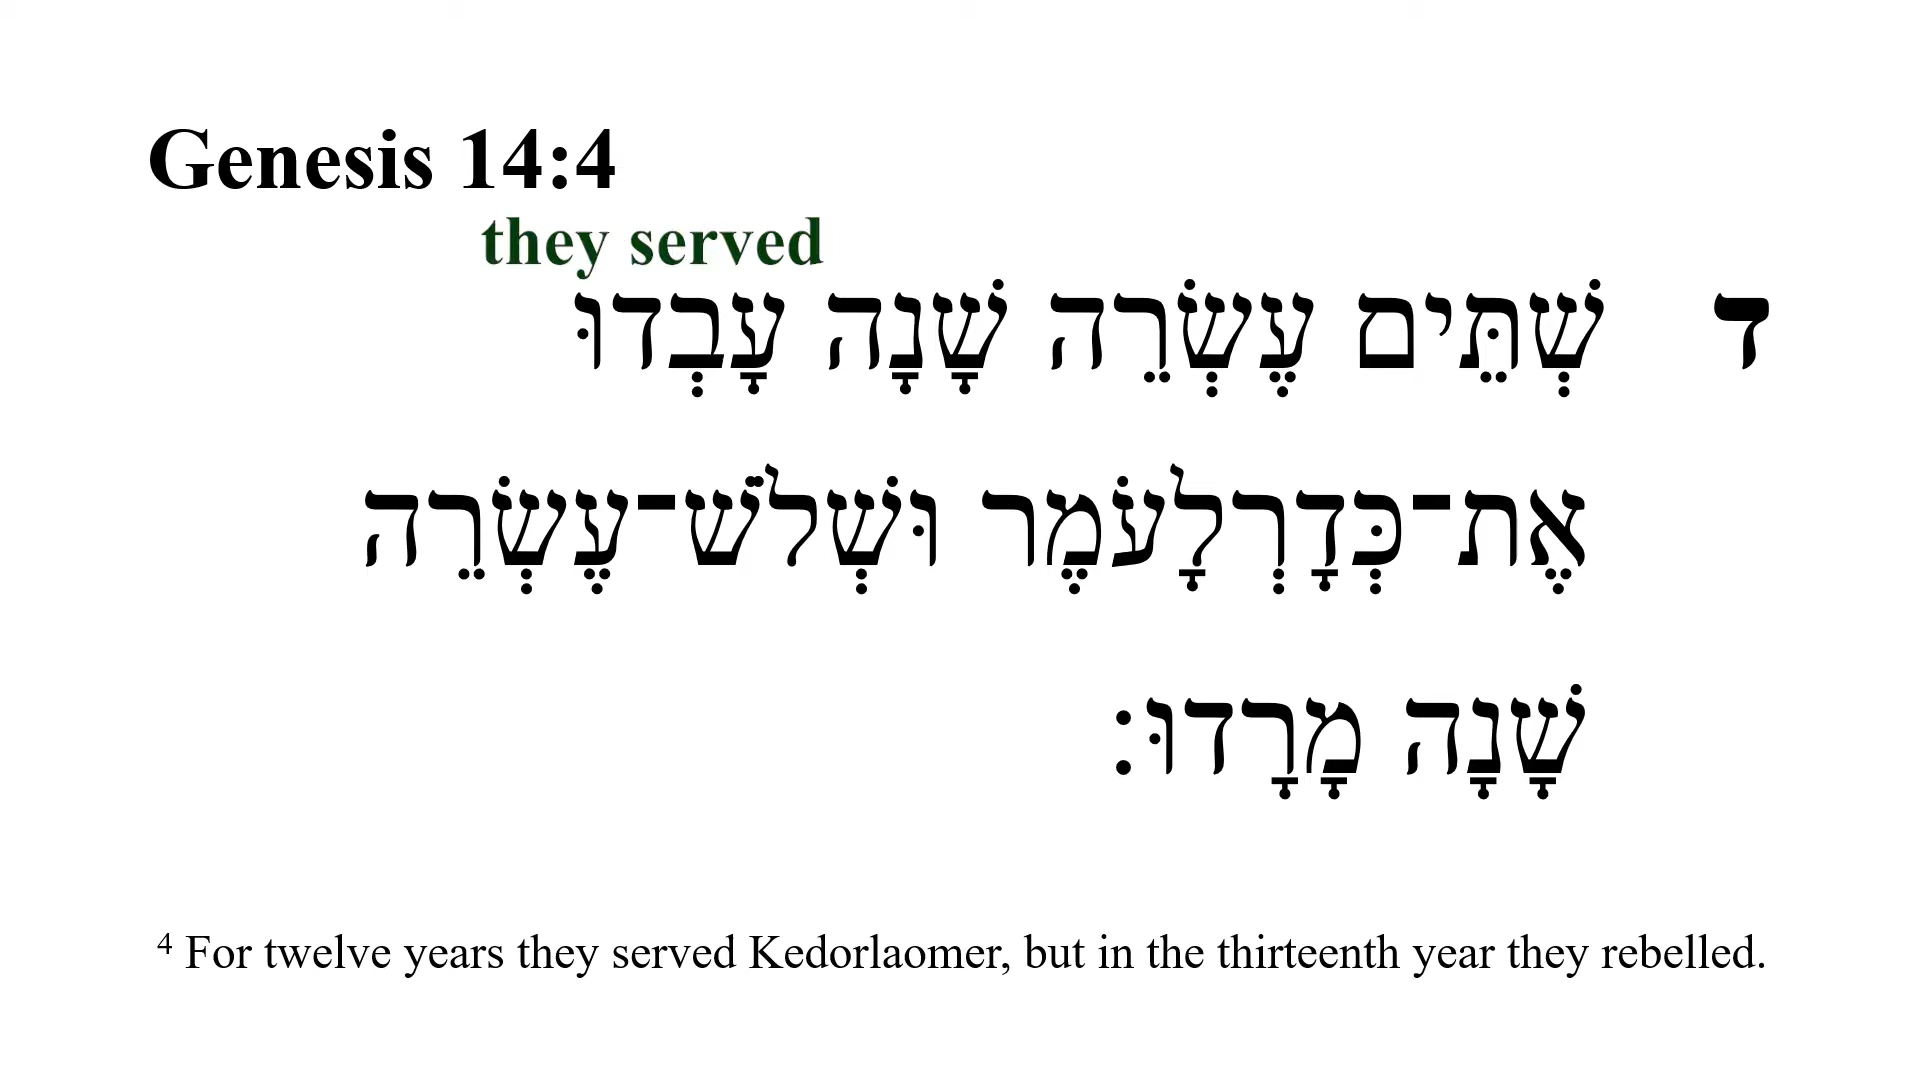 Genesis 14:4
they served
ד שְׁתֵּים עֶשְׂרֵה שָׁנָה עָבְדוּ
אֶת־כְּדָרְלָעֹמֶר וּשְׁלֹשׁ־עֶשְׂרֵה
שָׁנָה מָרָדוּ׃
⁴ For twelve years they served Kedorlaomer, but in the thirteenth year they rebelled.